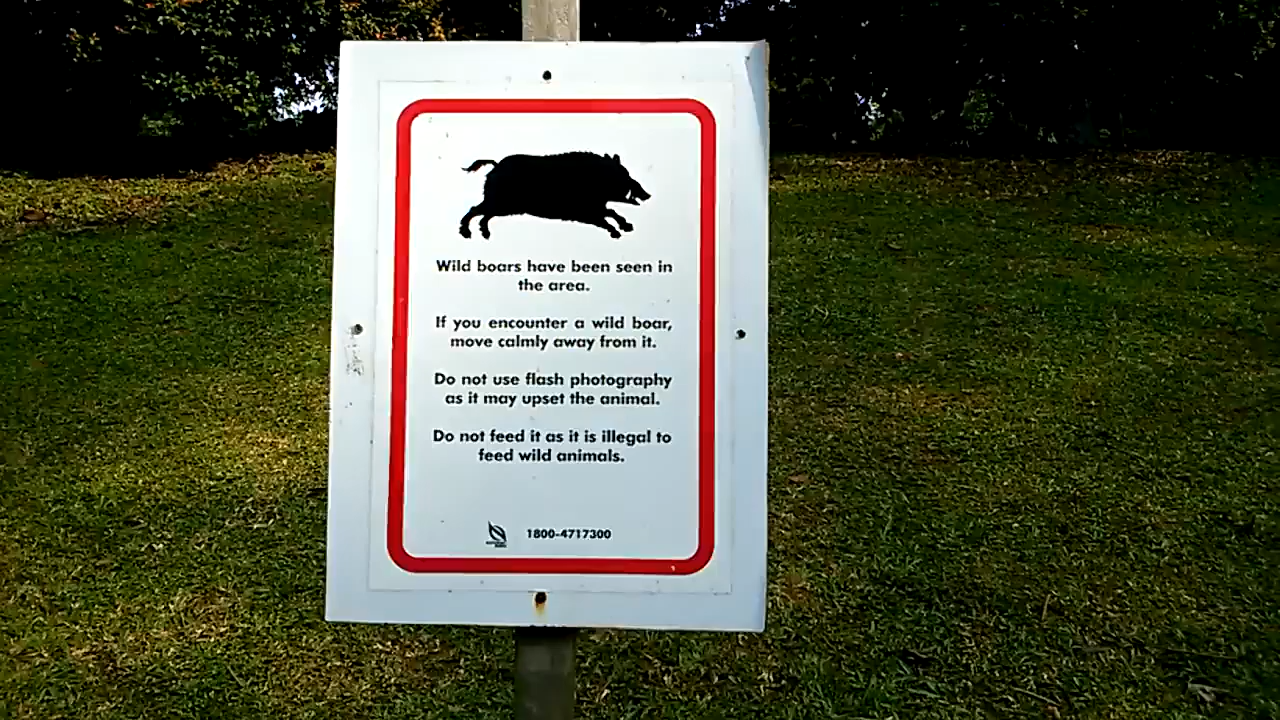 Wild boars have been seen in
the area.
If you encounter a wild boar,
move calmly away from it.
Do not use flash photography
as it may upset the animal.
Do not feed it as it is illegal to
feed wild animals.
1800-4717300